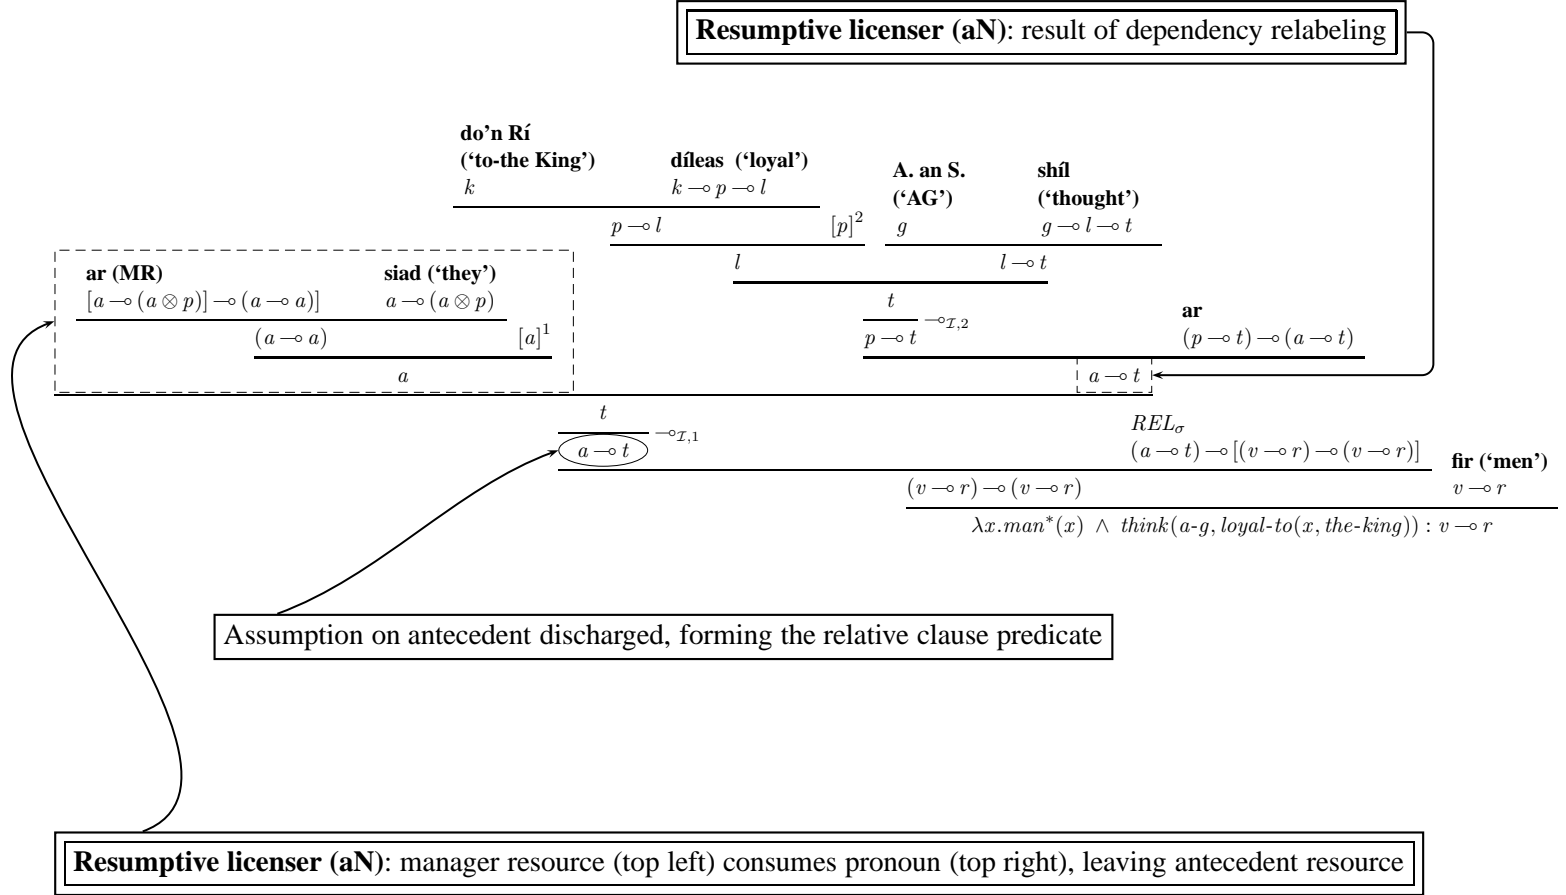 Resumptive licenser (aN): result of dependency relabeling
do’n Rí
(‘to-the King’)
k
díleas (‘loyal’)
k ⊸ p ⊸ l
A. an S.
(‘AG’)
g
shíl
(‘thought’)
g ⊸ l ⊸ t
p ⊸ l
[p]²
l
l ⊸ t
ar (MR)
[a ⊸ (a ⊗ p)] ⊸ (a ⊸ a)]
siad (‘they’)
a ⊸ (a ⊗ p)
t
p ⊸ t
⊸I,2
ar
(p ⊸ t) ⊸ (a ⊸ t)
(a ⊸ a)
[a]¹
a
a ⊸ t
t
a ⊸ t
⊸I,1
RELσ
(a ⊸ t) ⊸ [(v ⊸ r) ⊸ (v ⊸ r)]
fir (‘men’)
v ⊸ r
(v ⊸ r) ⊸ (v ⊸ r)
λx.man*(x) ∧ think(a-g, loyal-to(x, the-king)) : v ⊸ r
Assumption on antecedent discharged, forming the relative clause predicate
Resumptive licenser (aN): manager resource (top left) consumes pronoun (top right), leaving antecedent resource